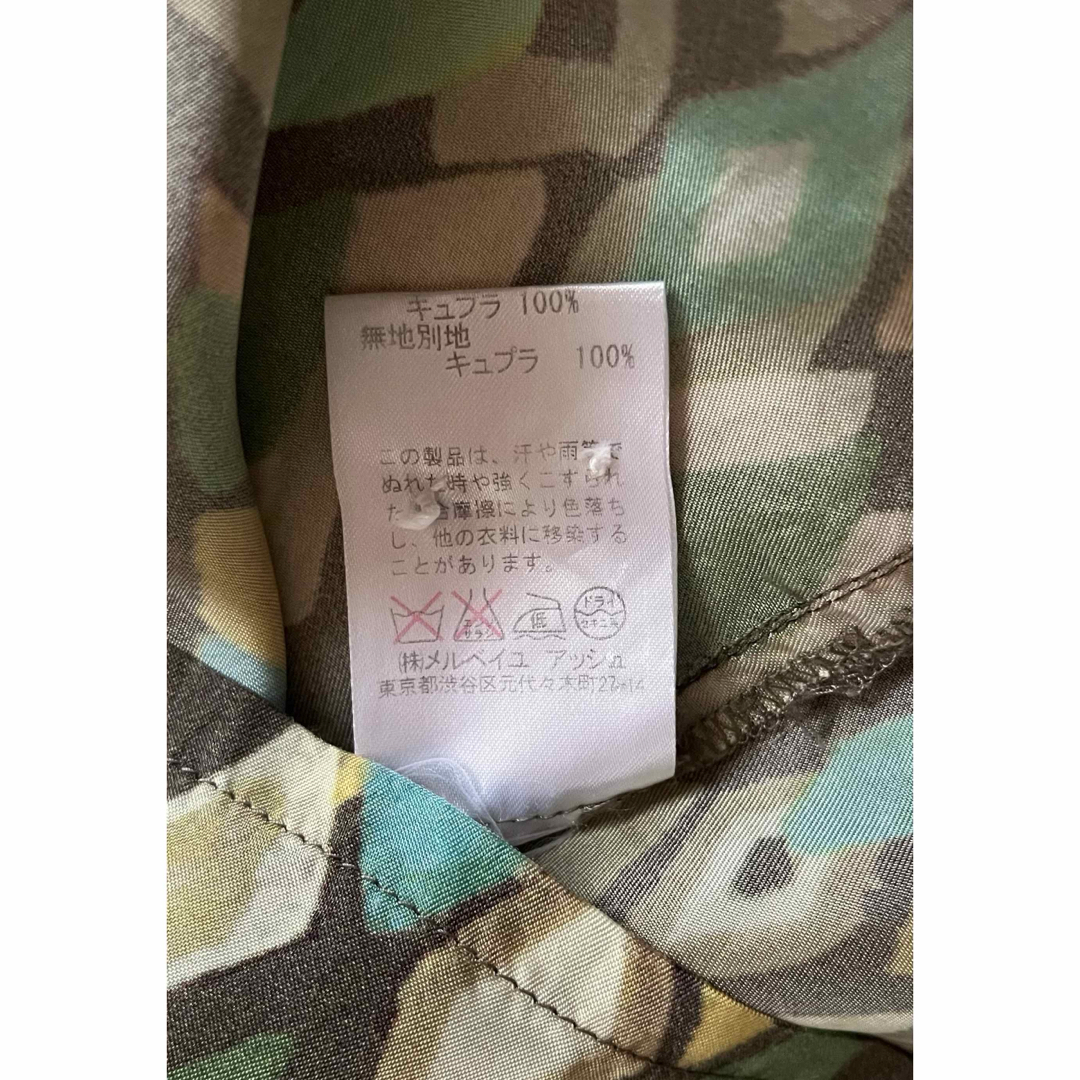 キュプラ 100%
無地別地
キュプラ 100%
この製品は、汗や雨等で
ぬれた時や強くこすられ
た 合摩擦により色落ち
し、他の衣料に移染する
ことがあります。
エンソ サラシ 低 ドライ セキユ系
㈱メルベイユ アッシュ
東京都渋谷区元代々木町27-14